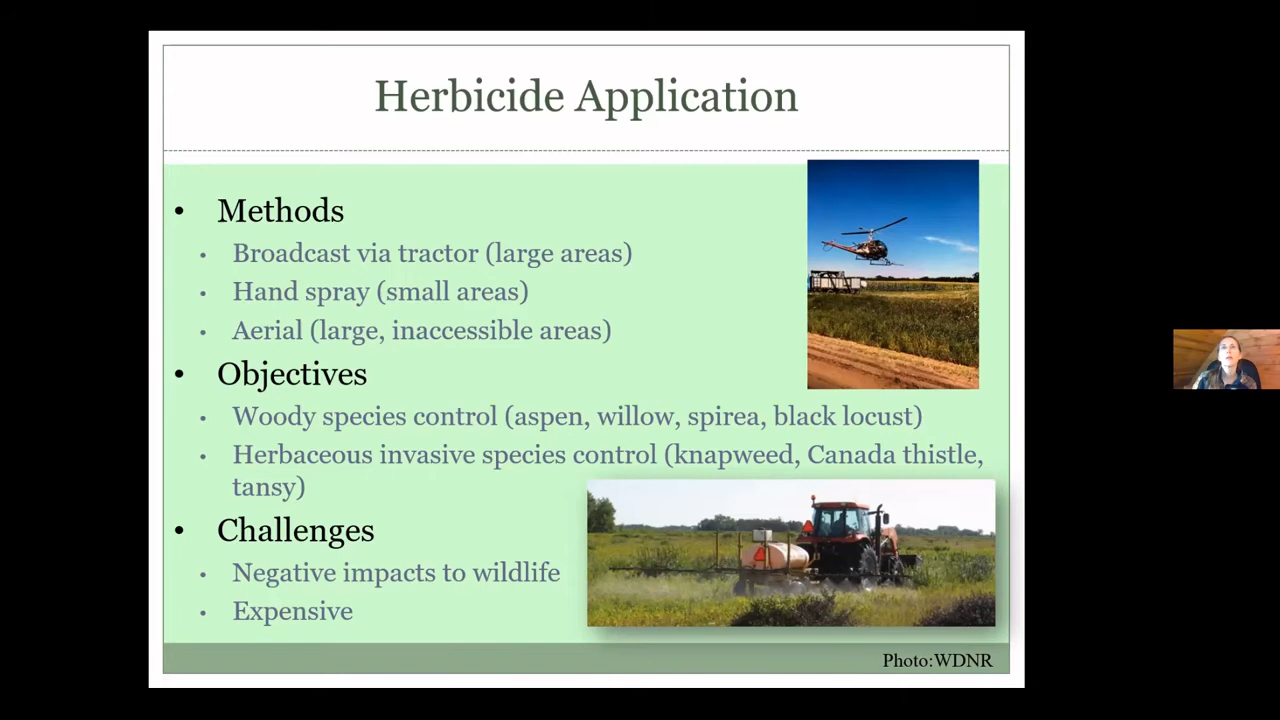 Herbicide Application
• Methods
• Broadcast via tractor (large areas)
• Hand spray (small areas)
• Aerial (large, inaccessible areas)
• Objectives
• Woody species control (aspen, willow, spirea, black locust)
• Herbaceous invasive species control (knapweed, Canada thistle,
tansy)
• Challenges
• Negative impacts to wildlife
• Expensive
Photo:WDNR